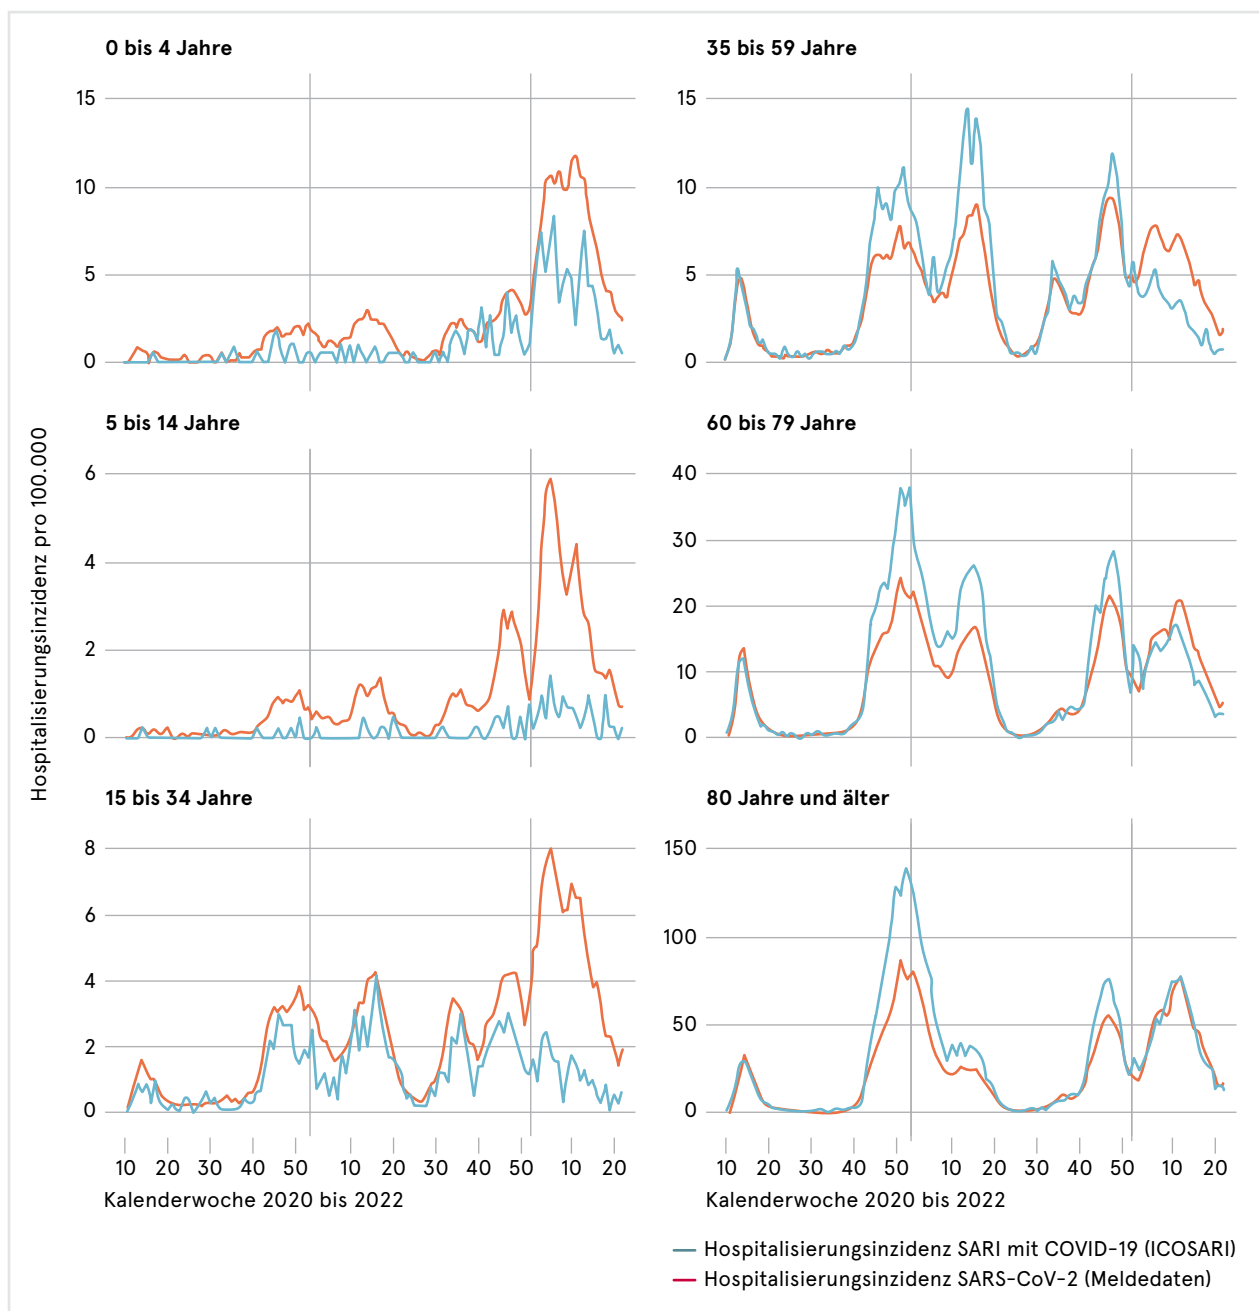 0 bis 4 Jahre
15
10
5
0
35 bis 59 Jahre
15
10
5
0
Hospitalisierungsinzidenz pro 100.000
5 bis 14 Jahre
6
4
2
0
60 bis 79 Jahre
40
30
20
10
0
15 bis 34 Jahre
8
6
4
2
0
10 20 30 40 50 10 20 30 40 50 10 20
Kalenderwoche 2020 bis 2022
80 Jahre und älter
150
100
50
0
10 20 30 40 50 10 20 30 40 50 10 20
Kalenderwoche 2020 bis 2022
Hospitalisierungsinzidenz SARI mit COVID-19 (ICOSARI)
Hospitalisierungsinzidenz SARS-CoV-2 (Meldedaten)